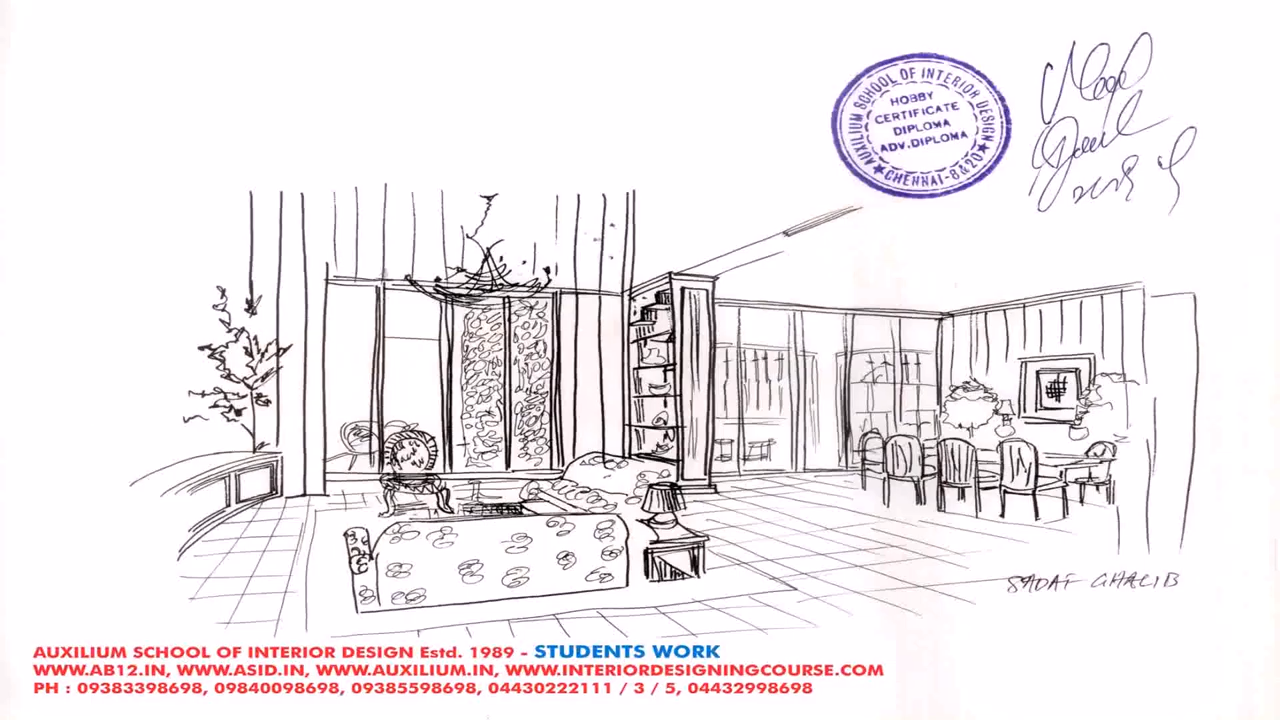 AUXILIUM SCHOOL OF INTERIOR DESIGN
HOBBY
CERTIFICATE
DIPLOMA
ADV.DIPLOMA
★ CHENNAI-8&20 ★
SADAT GHALIB
AUXILIUM SCHOOL OF INTERIOR DESIGN Estd. 1989 - STUDENTS WORK
WWW.AB12.IN, WWW.ASID.IN, WWW.AUXILIUM.IN, WWW.INTERIORDESIGNINGCOURSE.COM
PH : 09383398698, 09840098698, 09385598698, 04430222111 / 3 / 5, 04432998698